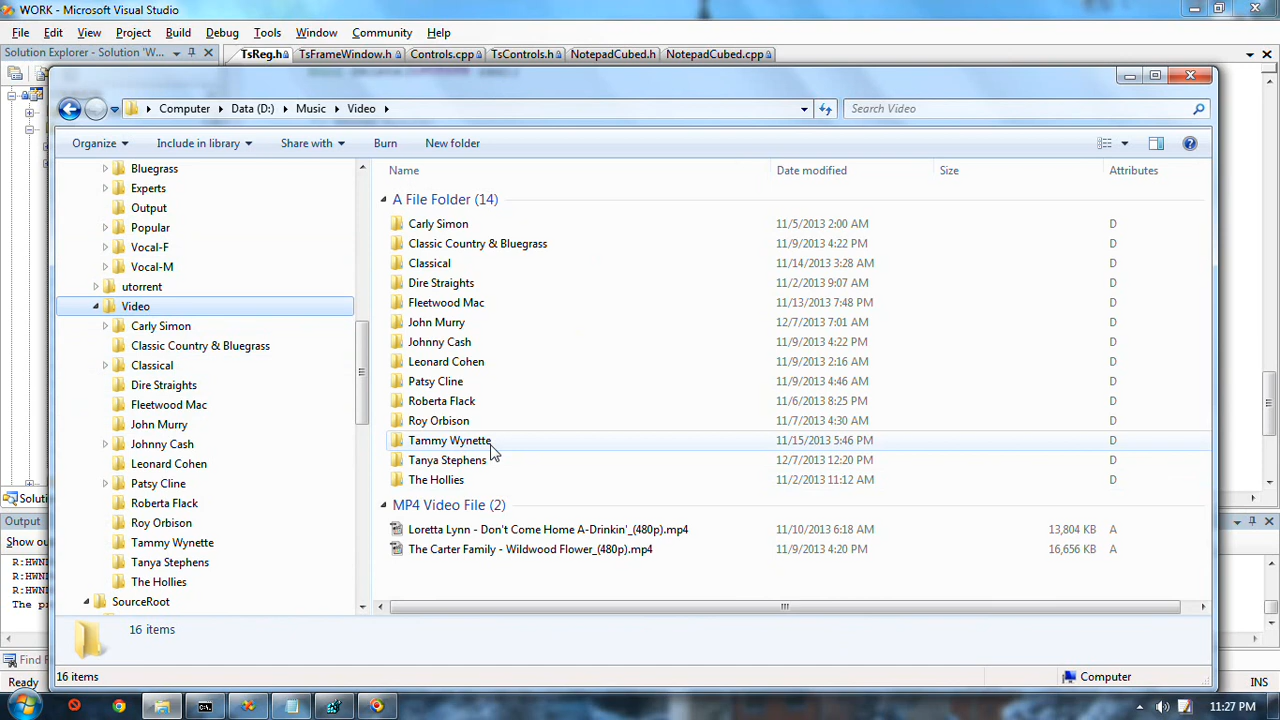 WORK - Microsoft Visual Studio
File Edit View Project Build Debug Tools Window Community Help
Solution Explorer - Solution 'W...
TsReg.h TsFrameWindow.h Controls.cpp TsControls.h NotepadCubed.h NotepadCubed.cpp
Computer Data (D:) Music Video
Search Video
Organize Include in library Share with Burn New folder
Bluegrass
Experts
Output
Popular
Vocal-F
Vocal-M
utorrent
Video
Carly Simon
Classic Country & Bluegrass
Classical
Dire Straights
Fleetwood Mac
John Murry
Johnny Cash
Leonard Cohen
Patsy Cline
Roberta Flack
Roy Orbison
Tammy Wynette
Tanya Stephens
The Hollies
SourceRoot
Name Date modified Size Attributes
A File Folder (14)
Carly Simon 11/5/2013 2:00 AM D
Classic Country & Bluegrass 11/9/2013 4:22 PM D
Classical 11/14/2013 3:28 AM D
Dire Straights 11/2/2013 9:07 AM D
Fleetwood Mac 11/13/2013 7:48 PM D
John Murry 12/7/2013 7:01 AM D
Johnny Cash 11/9/2013 4:22 PM D
Leonard Cohen 11/9/2013 2:16 AM D
Patsy Cline 11/9/2013 4:46 AM D
Roberta Flack 11/6/2013 8:25 PM D
Roy Orbison 11/7/2013 4:30 AM D
Tammy Wynette 11/15/2013 5:46 PM D
Tanya Stephens 12/7/2013 12:20 PM D
The Hollies 11/2/2013 11:12 AM D
MP4 Video File (2)
Loretta Lynn - Don't Come Home A-Drinkin'_(480p).mp4 11/10/2013 6:18 AM 13,804 KB A
The Carter Family - Wildwood Flower_(480p).mp4 11/9/2013 4:20 PM 16,656 KB A
16 items
16 items
Computer
Solutio
Output
Show ou
R:HWN
R:HWN
R:HWN
The p
Find R
Ready
INS
11:27 PM